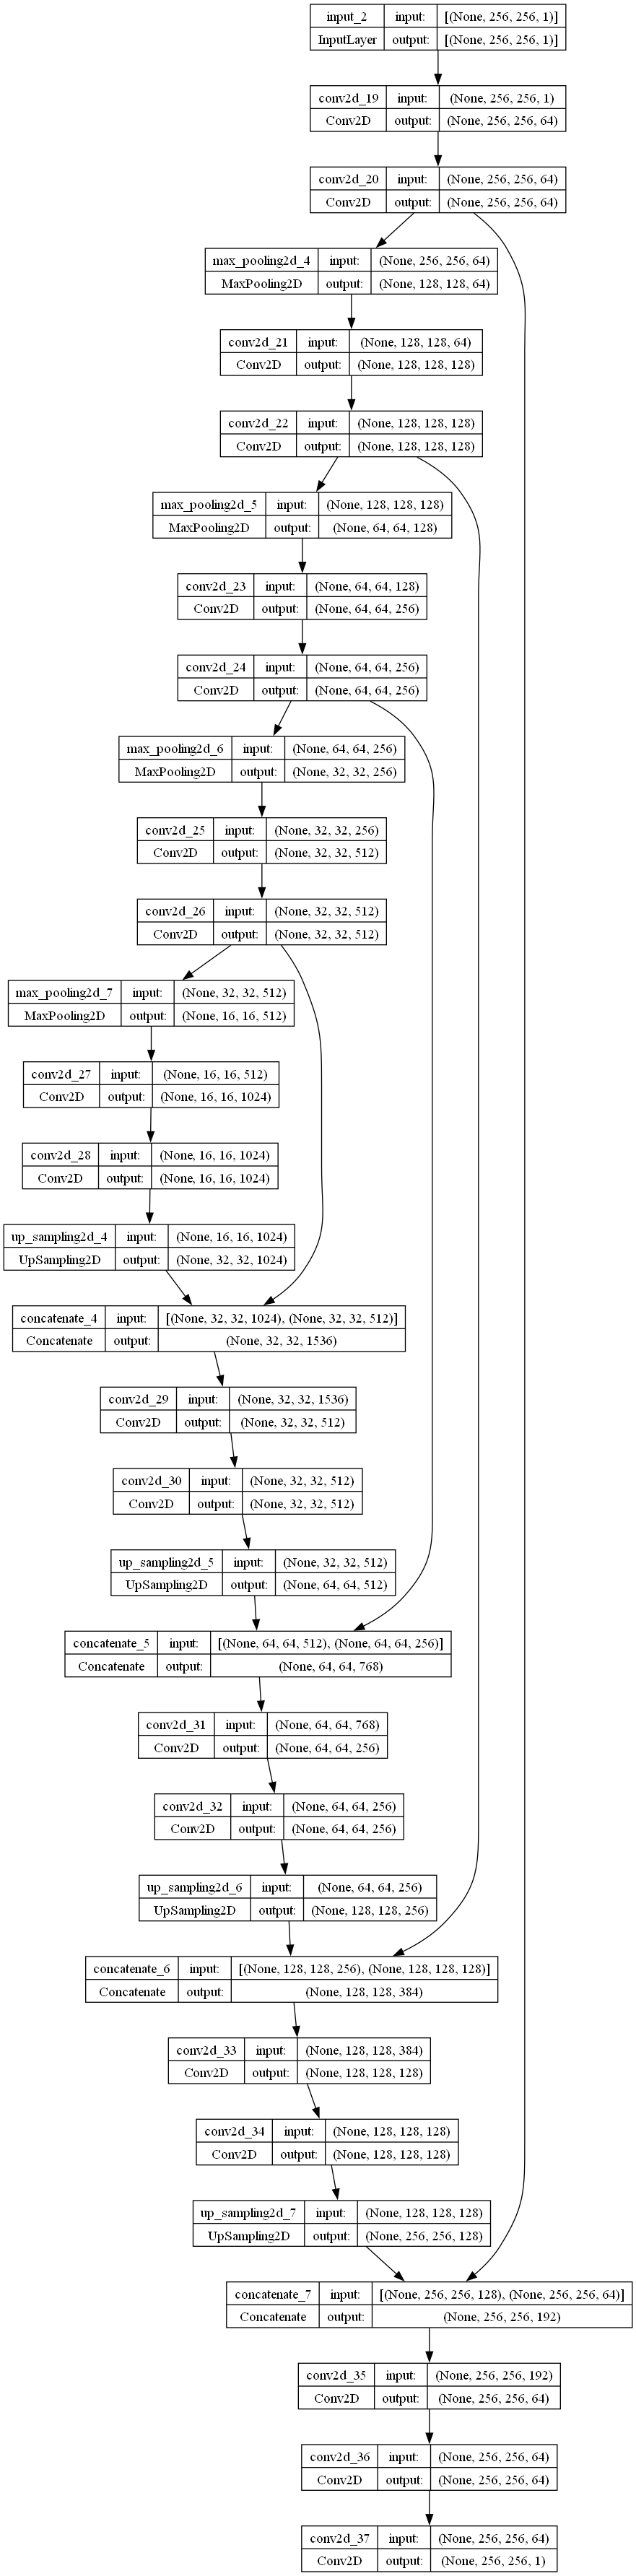 input_2 input: [(None, 256, 256, 1)]
InputLayer output: [(None, 256, 256, 1)]
conv2d_19 input: (None, 256, 256, 1)
Conv2D output: (None, 256, 256, 64)
conv2d_20 input: (None, 256, 256, 64)
Conv2D output: (None, 256, 256, 64)
max_pooling2d_4 input: (None, 256, 256, 64)
MaxPooling2D output: (None, 128, 128, 64)
conv2d_21 input: (None, 128, 128, 64)
Conv2D output: (None, 128, 128, 128)
conv2d_22 input: (None, 128, 128, 128)
Conv2D output: (None, 128, 128, 128)
max_pooling2d_5 input: (None, 128, 128, 128)
MaxPooling2D output: (None, 64, 64, 128)
conv2d_23 input: (None, 64, 64, 128)
Conv2D output: (None, 64, 64, 256)
conv2d_24 input: (None, 64, 64, 256)
Conv2D output: (None, 64, 64, 256)
max_pooling2d_6 input: (None, 64, 64, 256)
MaxPooling2D output: (None, 32, 32, 256)
conv2d_25 input: (None, 32, 32, 256)
Conv2D output: (None, 32, 32, 512)
conv2d_26 input: (None, 32, 32, 512)
Conv2D output: (None, 32, 32, 512)
max_pooling2d_7 input: (None, 32, 32, 512)
MaxPooling2D output: (None, 16, 16, 512)
conv2d_27 input: (None, 16, 16, 512)
Conv2D output: (None, 16, 16, 1024)
conv2d_28 input: (None, 16, 16, 1024)
Conv2D output: (None, 16, 16, 1024)
up_sampling2d_4 input: (None, 16, 16, 1024)
UpSampling2D output: (None, 32, 32, 1024)
concatenate_4 input: [(None, 32, 32, 1024), (None, 32, 32, 512)]
Concatenate output: (None, 32, 32, 1536)
conv2d_29 input: (None, 32, 32, 1536)
Conv2D output: (None, 32, 32, 512)
conv2d_30 input: (None, 32, 32, 512)
Conv2D output: (None, 32, 32, 512)
up_sampling2d_5 input: (None, 32, 32, 512)
UpSampling2D output: (None, 64, 64, 512)
concatenate_5 input: [(None, 64, 64, 512), (None, 64, 64, 256)]
Concatenate output: (None, 64, 64, 768)
conv2d_31 input: (None, 64, 64, 768)
Conv2D output: (None, 64, 64, 256)
conv2d_32 input: (None, 64, 64, 256)
Conv2D output: (None, 64, 64, 256)
up_sampling2d_6 input: (None, 64, 64, 256)
UpSampling2D output: (None, 128, 128, 256)
concatenate_6 input: [(None, 128, 128, 256), (None, 128, 128, 128)]
Concatenate output: (None, 128, 128, 384)
conv2d_33 input: (None, 128, 128, 384)
Conv2D output: (None, 128, 128, 128)
conv2d_34 input: (None, 128, 128, 128)
Conv2D output: (None, 128, 128, 128)
up_sampling2d_7 input: (None, 128, 128, 128)
UpSampling2D output: (None, 256, 256, 128)
concatenate_7 input: [(None, 256, 256, 128), (None, 256, 256, 64)]
Concatenate output: (None, 256, 256, 192)
conv2d_35 input: (None, 256, 256, 192)
Conv2D output: (None, 256, 256, 64)
conv2d_36 input: (None, 256, 256, 64)
Conv2D output: (None, 256, 256, 64)
conv2d_37 input: (None, 256, 256, 64)
Conv2D output: (None, 256, 256, 1)